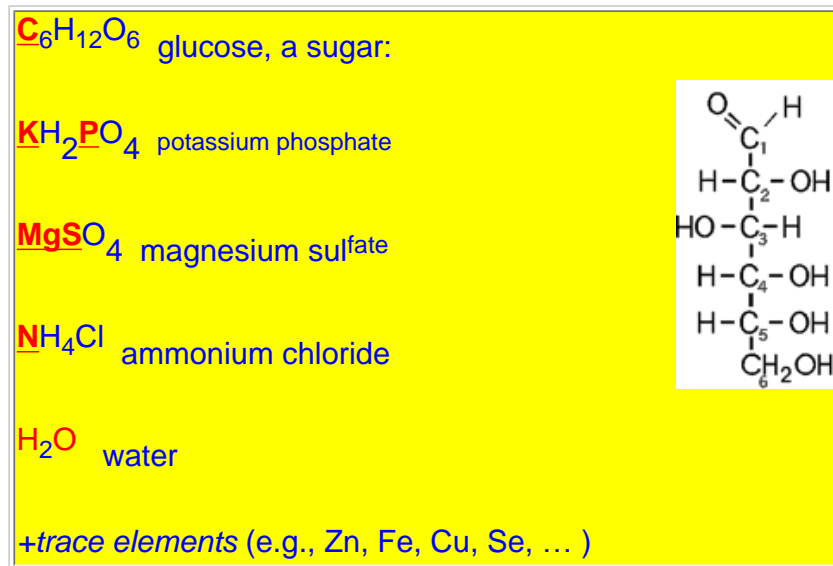 C6H12O6 glucose, a sugar:
KH2PO4 potassium phosphate
MgSO4 magnesium sulfate
NH4Cl ammonium chloride
H2O water
+trace elements (e.g., Zn, Fe, Cu, Se, … )
O H
C1
H-C2-OH
HO-C3-H
H-C4-OH
H-C5-OH
C6H2OH